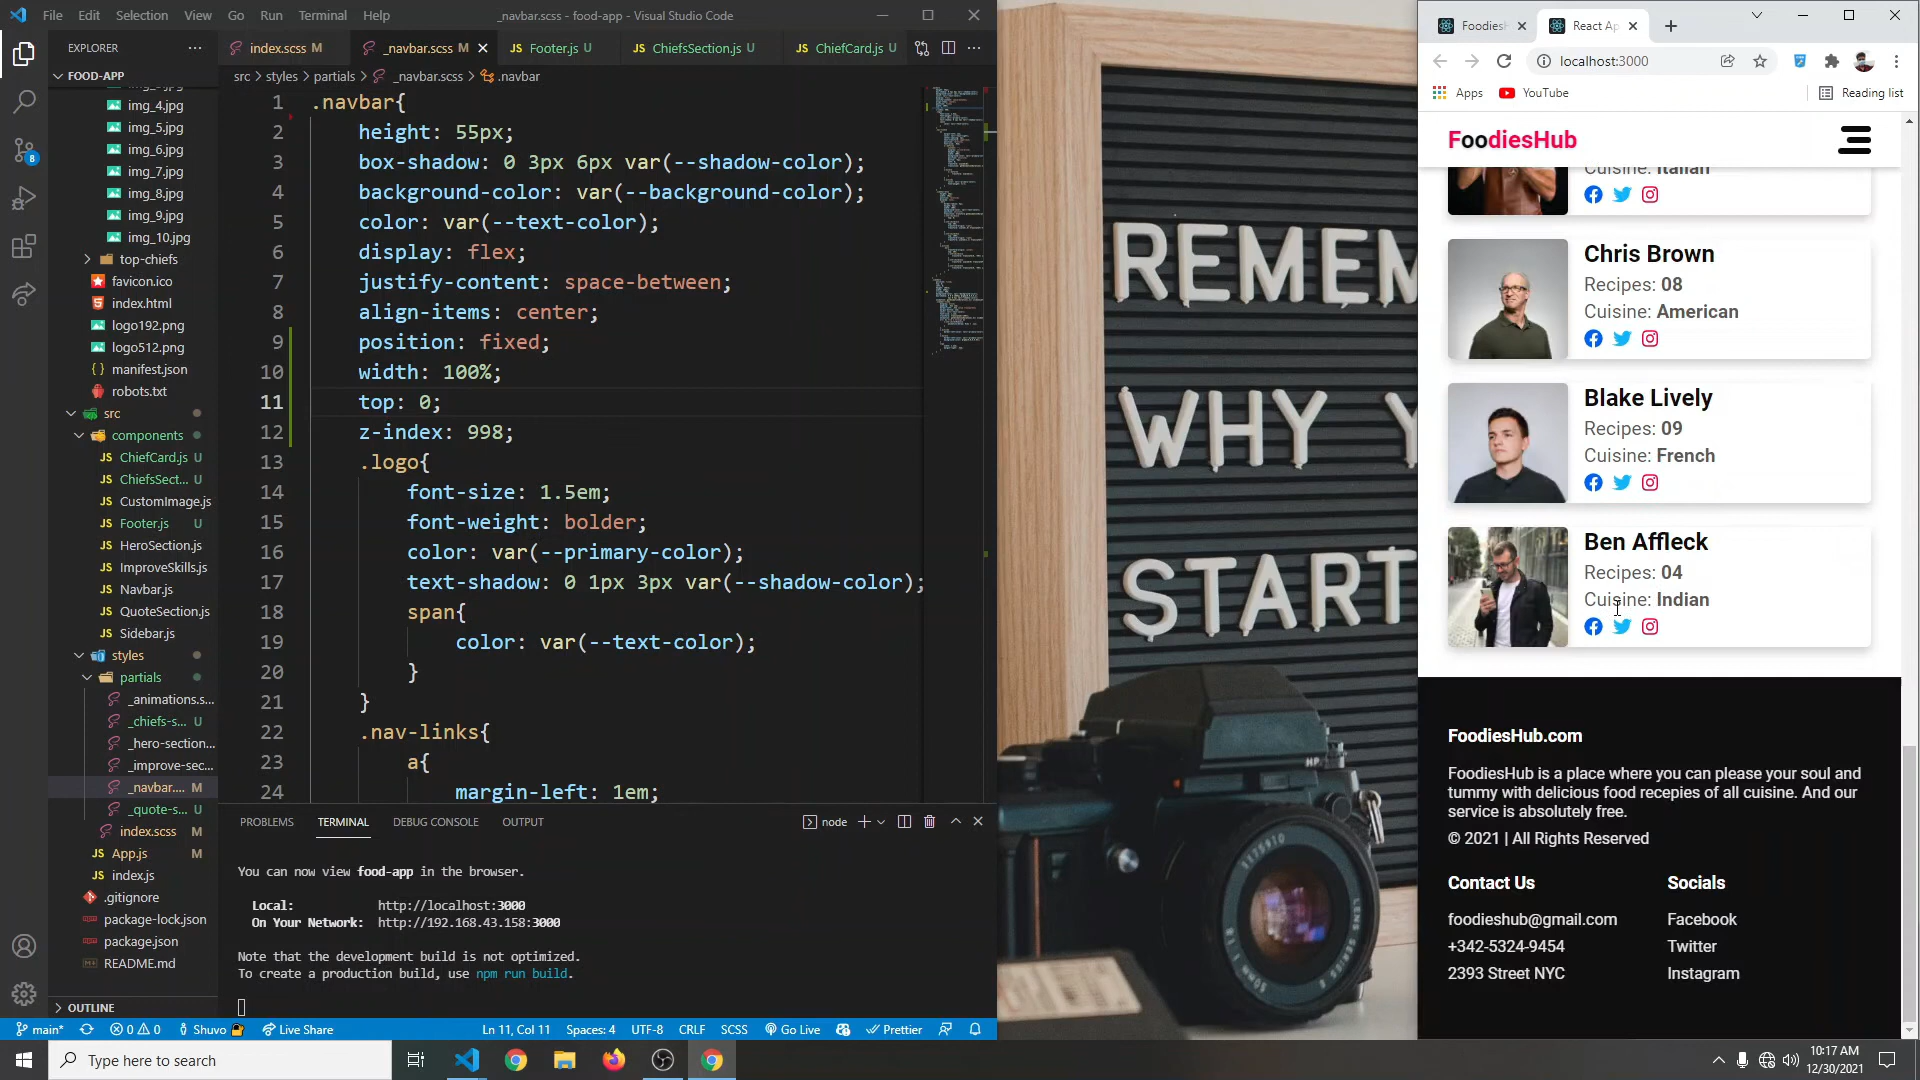 File Edit Selection View Go Run Terminal Help
_navbar.scss - food-app - Visual Studio Code
EXPLORER
FOOD-APP
img_4.jpg
img_5.jpg
img_6.jpg
img_7.jpg
img_8.jpg
img_9.jpg
img_10.jpg
top-chiefs
favicon.ico
index.html
logo192.png
logo512.png
manifest.json
robots.txt
src
components
ChiefCard.js U
ChiefsSect... U
CustomImage.js
Footer.js U
HeroSection.js
ImproveSkills.js
Navbar.js
QuoteSection.js
Sidebar.js
styles
partials
_animations.s...
_chiefs-s... U
_hero-section...
_improve-sec...
_navbar.... M
_quote-s... U
index.scss M
App.js M
index.js
.gitignore
package-lock.json
package.json
README.md
OUTLINE
index.scss M
_navbar.scss M
JS Footer.js U
JS ChiefsSection.js U
JS ChiefCard.js U
src > styles > partials > _navbar.scss > .navbar
1 .navbar{
2 height: 55px;
3 box-shadow: 0 3px 6px var(--shadow-color);
4 background-color: var(--background-color);
5 color: var(--text-color);
6 display: flex;
7 justify-content: space-between;
8 align-items: center;
9 position: fixed;
10 width: 100%;
11 top: 0;
12 z-index: 998;
13 .logo{
14 font-size: 1.5em;
15 font-weight: bolder;
16 color: var(--primary-color);
17 text-shadow: 0 1px 3px var(--shadow-color);
18 span{
19 color: var(--text-color);
20 }
21 }
22 .nav-links{
23 a{
24 margin-left: 1em;
PROBLEMS TERMINAL DEBUG CONSOLE OUTPUT
node
You can now view food-app in the browser.
Local: http://localhost:3000
On Your Network: http://192.168.43.158:3000
Note that the development build is not optimized.
To create a production build, use npm run build.
main* 0 0 Shuvo Live Share
Ln 11, Col 11 Spaces: 4 UTF-8 CRLF SCSS Go Live Prettier
REMEM
WHY Y
START
HP
Foodies
React Ap
localhost:3000
Apps YouTube Reading list
FoodiesHub
Cuisine: Italian
Chris Brown
Recipes: 08
Cuisine: American
Blake Lively
Recipes: 09
Cuisine: French
Ben Affleck
Recipes: 04
Cuisine: Indian
FoodiesHub.com
FoodiesHub is a place where you can please your soul and
tummy with delicious food recepies of all cuisine. And our
service is absolutely free.
© 2021 | All Rights Reserved
Contact Us
foodieshub@gmail.com
+342-5324-9454
2393 Street NYC
Socials
Facebook
Twitter
Instagram
Type here to search
10:17 AM
12/30/2021